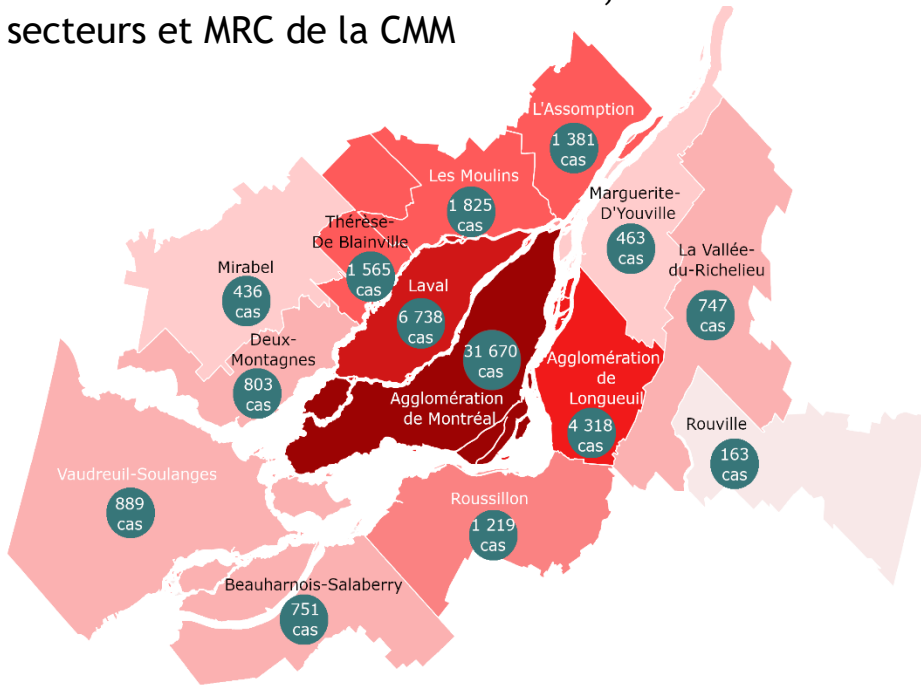 secteurs et MRC de la CMM
L'Assomption
1 381
cas
Les Moulins
1 825
cas
Marguerite-
D'Youville
463
cas
Thérèse-
De Blainville
1 565
cas
La Vallée-
du-Richelieu
747
cas
Mirabel
436
cas
Laval
6 738
cas
Deux-
Montagnes
803
cas
31 670
cas
Agglomération
de Montréal
Agglomération
de
Longueuil
4 318
cas
Rouville
163
cas
Vaudreuil-Soulanges
889
cas
Roussillon
1 219
cas
Beauharnois-Salaberry
751
cas